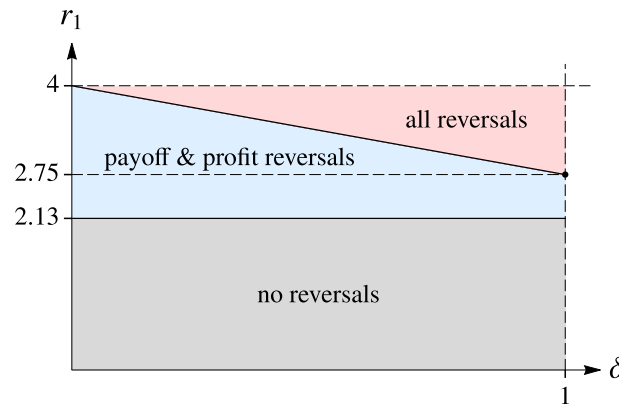 r₁
4
all reversals
payoff & profit reversals
2.75
2.13
no reversals
δ
1